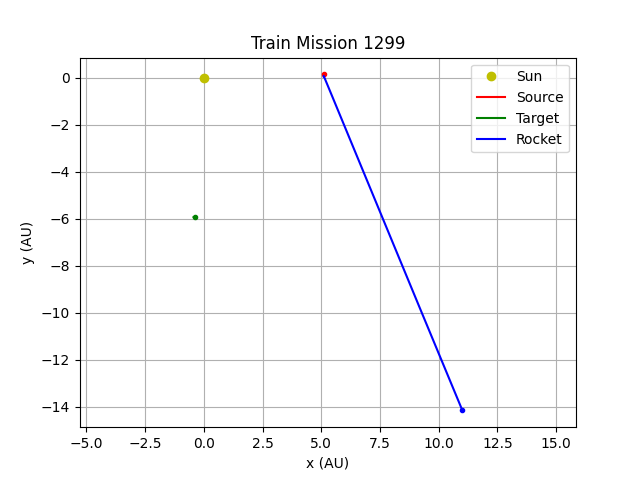 Train Mission 1299
Sun
Source
Target
Rocket
0
−2
−4
−6
−8
−10
−12
−14
y (AU)
−5.0 −2.5 0.0 2.5 5.0 7.5 10.0 12.5 15.0
x (AU)